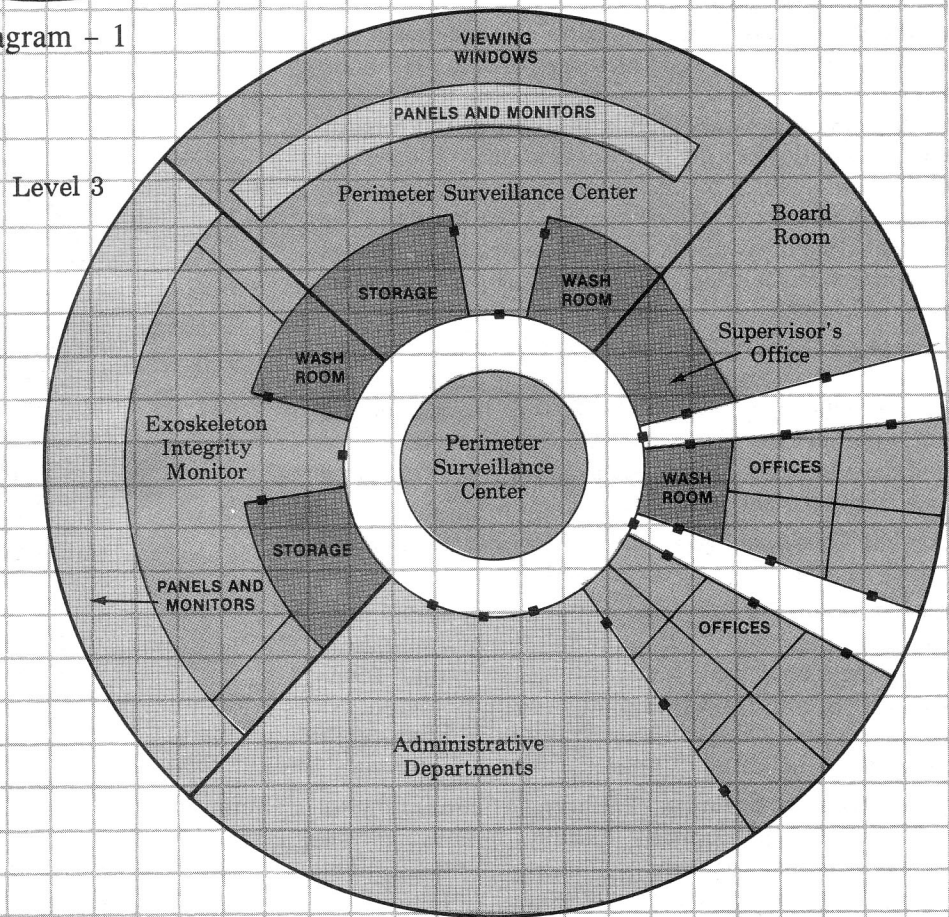 agram – 1
Level 3
VIEWING
WINDOWS
PANELS AND MONITORS
Perimeter Surveillance Center
Board
Room
STORAGE
WASH
ROOM
Supervisor's
Office
WASH
ROOM
Exoskeleton
Integrity
Monitor
Perimeter
Surveillance
Center
OFFICES
WASH
ROOM
STORAGE
PANELS AND
MONITORS
OFFICES
Administrative
Departments